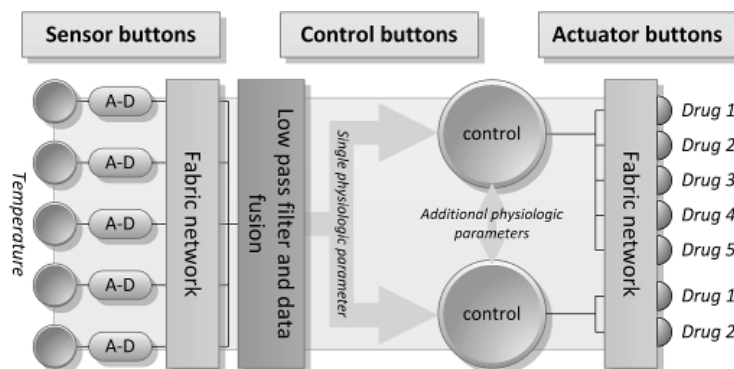 Sensor buttons
Control buttons
Actuator buttons
Temperature
A-D
A-D
A-D
A-D
A-D
Fabric network
Low pass filter and data
fusion
Single physiologic
parameter
control
Additional physiologic
parameters
control
Fabric network
Drug 1
Drug 2
Drug 3
Drug 4
Drug 5
Drug 1
Drug 2